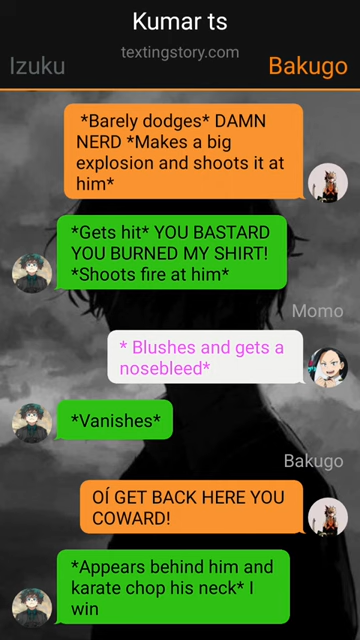 Kumar ts
textingstory.com
Izuku
Bakugo
*Barely dodges* DAMN
NERD *Makes a big
explosion and shoots it at
him*
*Gets hit* YOU BASTARD
YOU BURNED MY SHIRT!
*Shoots fire at him*
Momo
* Blushes and gets a
nosebleed*
*Vanishes*
Bakugo
OÍ GET BACK HERE YOU
COWARD!
*Appears behind him and
karate chop his neck* I
win